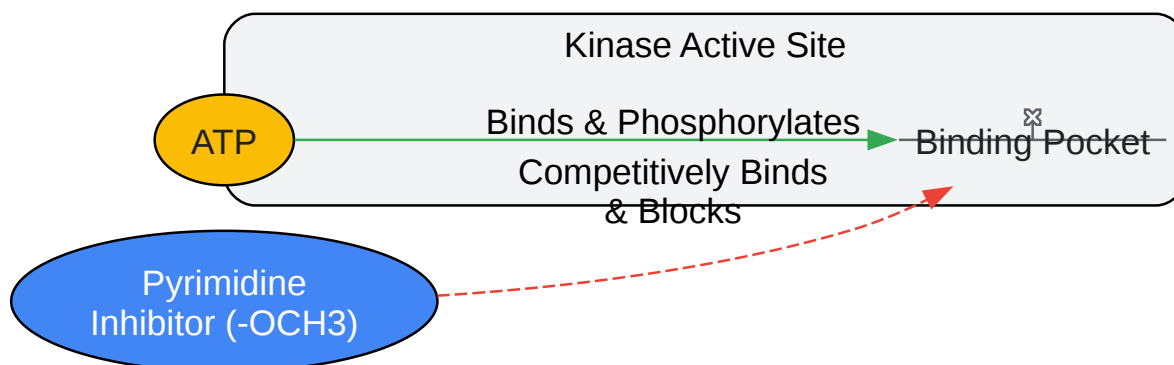 Kinase Active Site
ATP
Binds & Phosphorylates
Binding Pocket
Competitively Binds
& Blocks
Pyrimidine
Inhibitor (-OCH3)